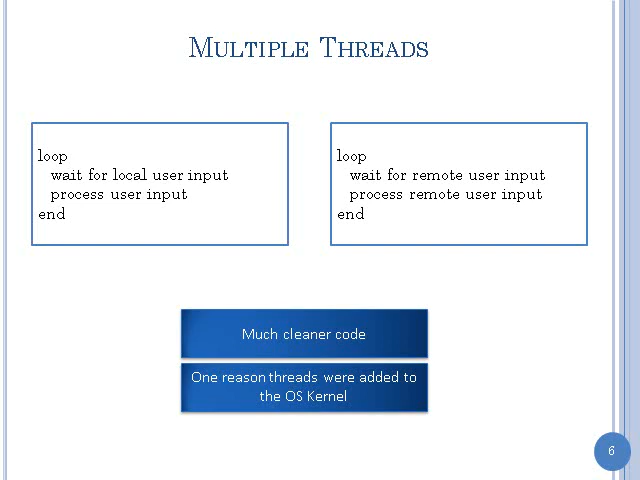 Multiple Threads
loop
wait for local user input
process user input
end
loop
wait for remote user input
process remote user input
end
Much cleaner code
One reason threads were added to
the OS Kernel
6